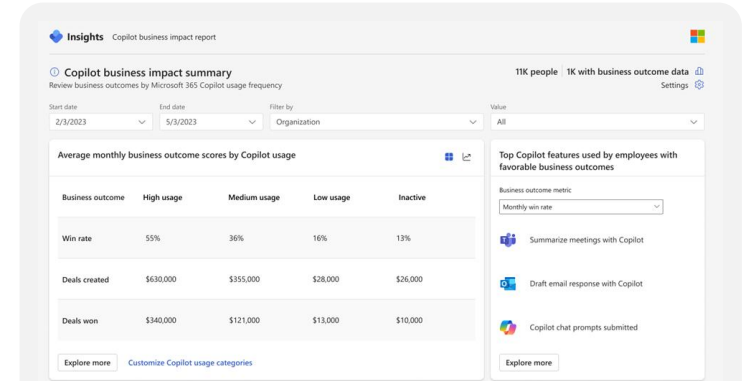 Insights Copilot business impact report
Copilot business impact summary
11K people 1K with business outcome data
Review business outcomes by Microsoft 365 Copilot usage frequency
Settings
Start date End date Filter by Value
2/3/2023 5/3/2023 Organization All
Average monthly business outcome scores by Copilot usage
Business outcome High usage Medium usage Low usage Inactive
Win rate 55% 36% 16% 13%
Deals created $630,000 $355,000 $28,000 $26,000
Deals won $340,000 $121,000 $13,000 $10,000
Explore more Customize Copilot usage categories
Top Copilot features used by employees with
favorable business outcomes
Business outcome metric
Monthly win rate
Summarize meetings with Copilot
Draft email response with Copilot
Copilot chat prompts submitted
Explore more